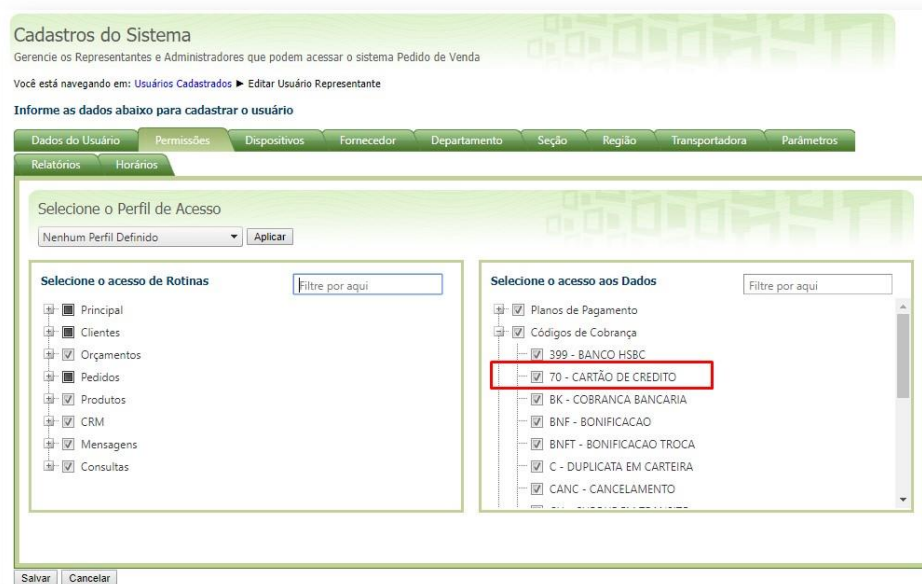 Cadastros do Sistema
Gerencie os Representantes e Administradores que podem acessar o sistema Pedido de Venda
Você está navegando em: Usuários Cadastrados ► Editar Usuário Representante
Informe as dados abaixo para cadastrar o usuário
Dados do Usuário Permissões Dispositivos Fornecedor Departamento Seção Região Transportadora Parâmetros
Relatórios Horários
Selecione o Perfil de Acesso
Nenhum Perfil Definido Aplicar
Selecione o acesso de Rotinas Filtre por aqui
Principal
Clientes
Orçamentos
Pedidos
Produtos
CRM
Mensagens
Consultas
Selecione o acesso aos Dados Filtre por aqui
Planos de Pagamento
Códigos de Cobrança
399 - BANCO HSBC
70 - CARTÃO DE CREDITO
BK - COBRANCA BANCARIA
BNF - BONIFICACAO
BNFT - BONIFICACAO TROCA
C - DUPLICATA EM CARTEIRA
CANC - CANCELAMENTO
Salvar Cancelar